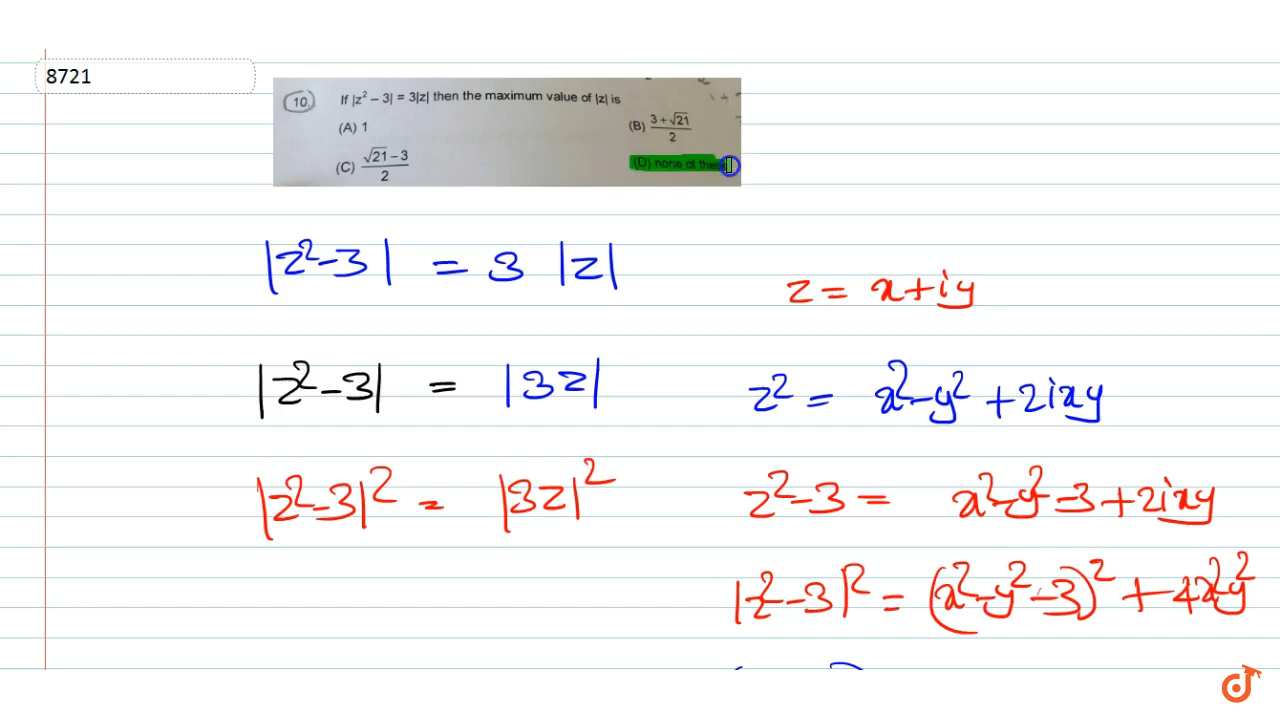 8721
10. If |z² – 3| = 3|z| then the maximum value of |z| is
(A) 1
(B) (3 + √21)/2
(C) (√21 – 3)/2
(D) none of
|z² - 3| = 3 |z|
z = x + iy
|z² - 3| = |3z|
z² = x² - y² + 2ixy
|z² - 3|² = |3z|²
z² - 3 = x² - y² - 3 + 2ixy
|z² - 3|² = (x² - y² - 3)² + 4x²y²